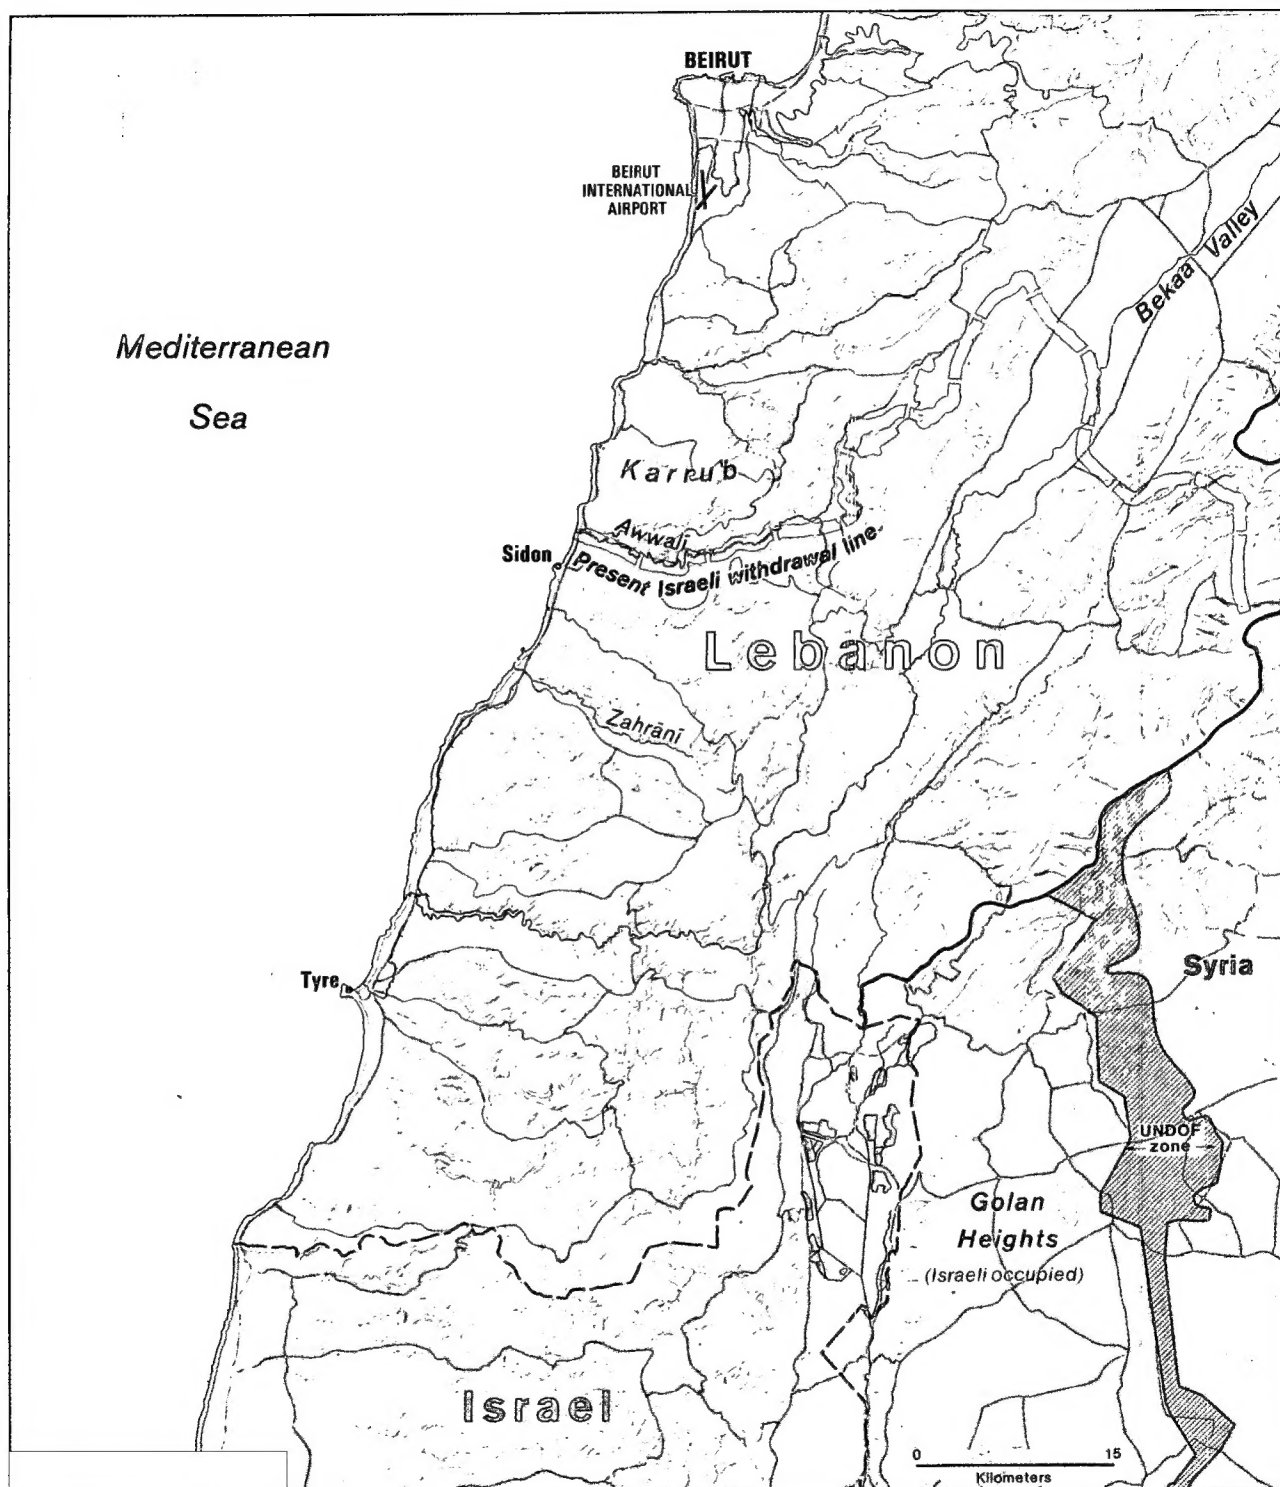 BEIRUT
BEIRUT
INTERNATIONAL
AIRPORT
Bekaa Valley
Mediterranean
Sea
Karrub
Awwali
Sidon
Present Israeli withdrawal line
Lebanon
Zahrānī
Syria
Tyre
UNDOF
zone
Golan
Heights
(Israeli occupied)
Israel
0 15
Kilometers